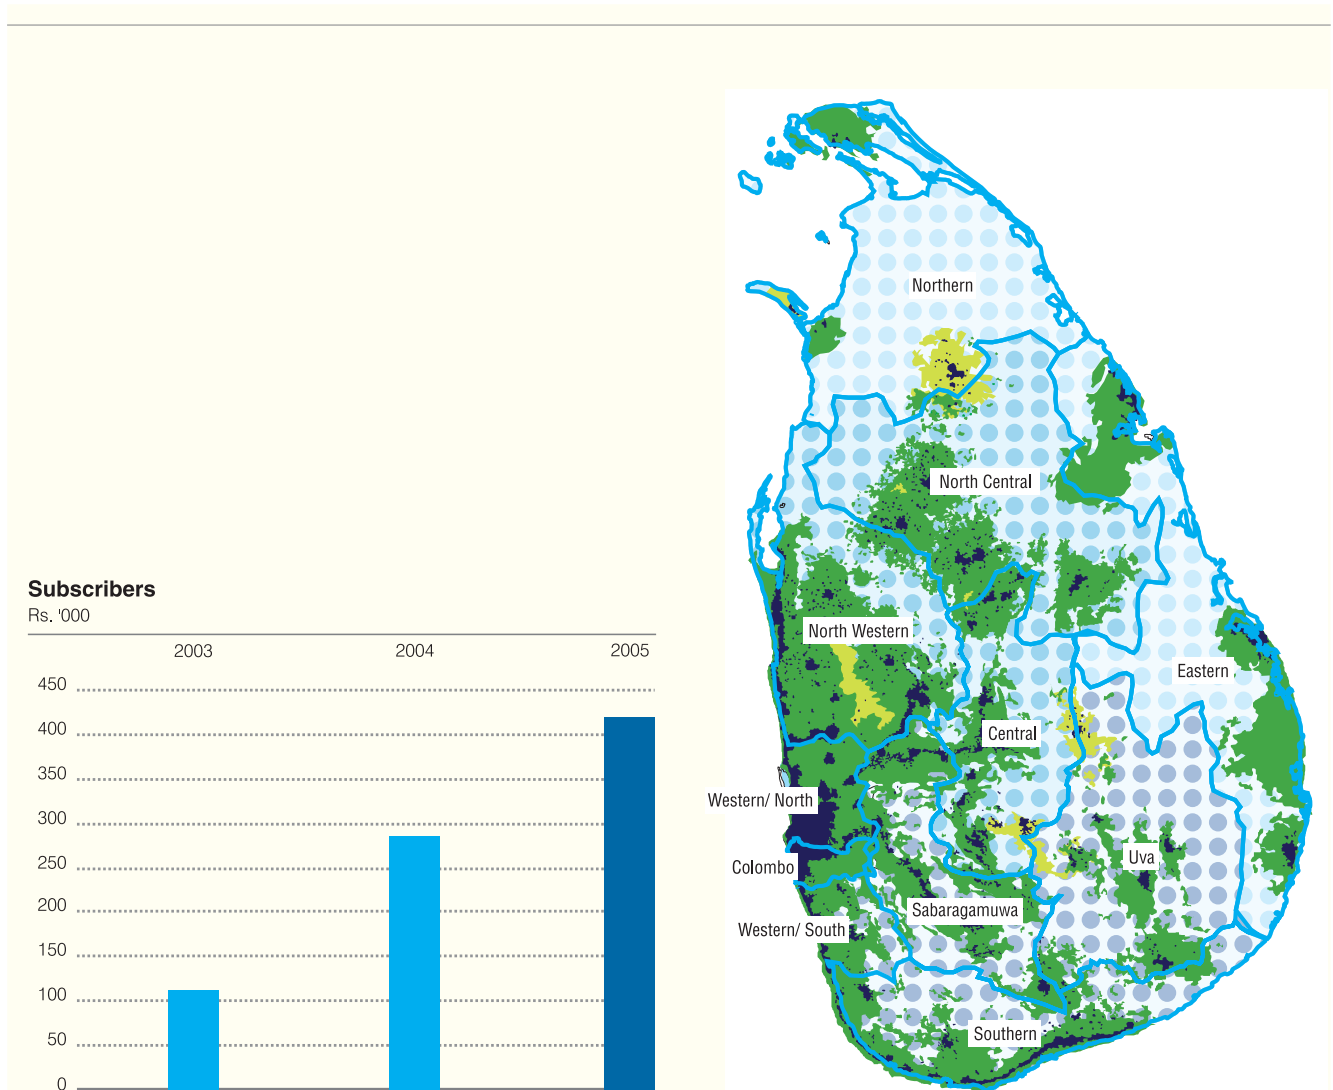 Subscribers
Rs. '000
2003 2004 2005
450
400
350
300
250
200
150
100
50
0
Northern
North Central
North Western
Eastern
Central
Western/ North
Colombo
Uva
Sabaragamuwa
Western/ South
Southern